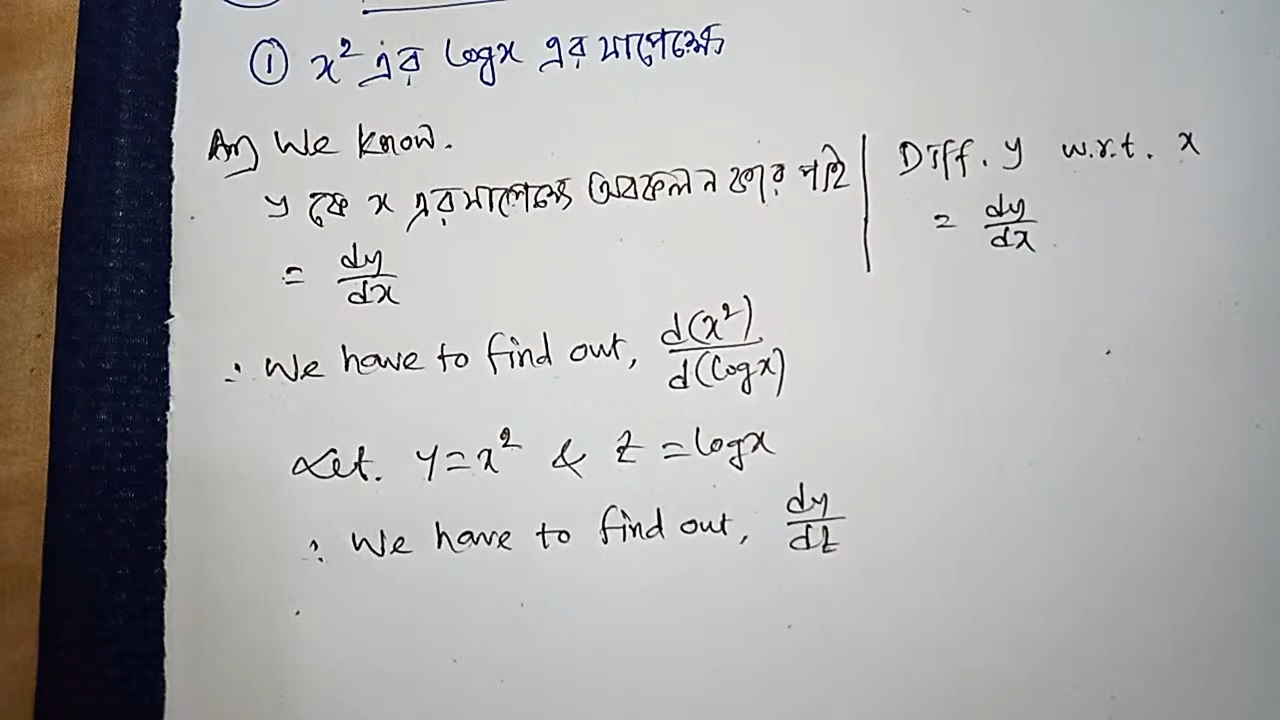 ① x² এর logx এর সাপেক্ষে
Ans We know.
y কে x এর সাপেক্ষে অবকলন করে পাই
= dy/dx
Diff. y w.r.t. x
= dy/dx
∴ We have to find out, d(x²)/d(logx)
Let. y=x² & z=logx
∴ We have to find out, dy/dz